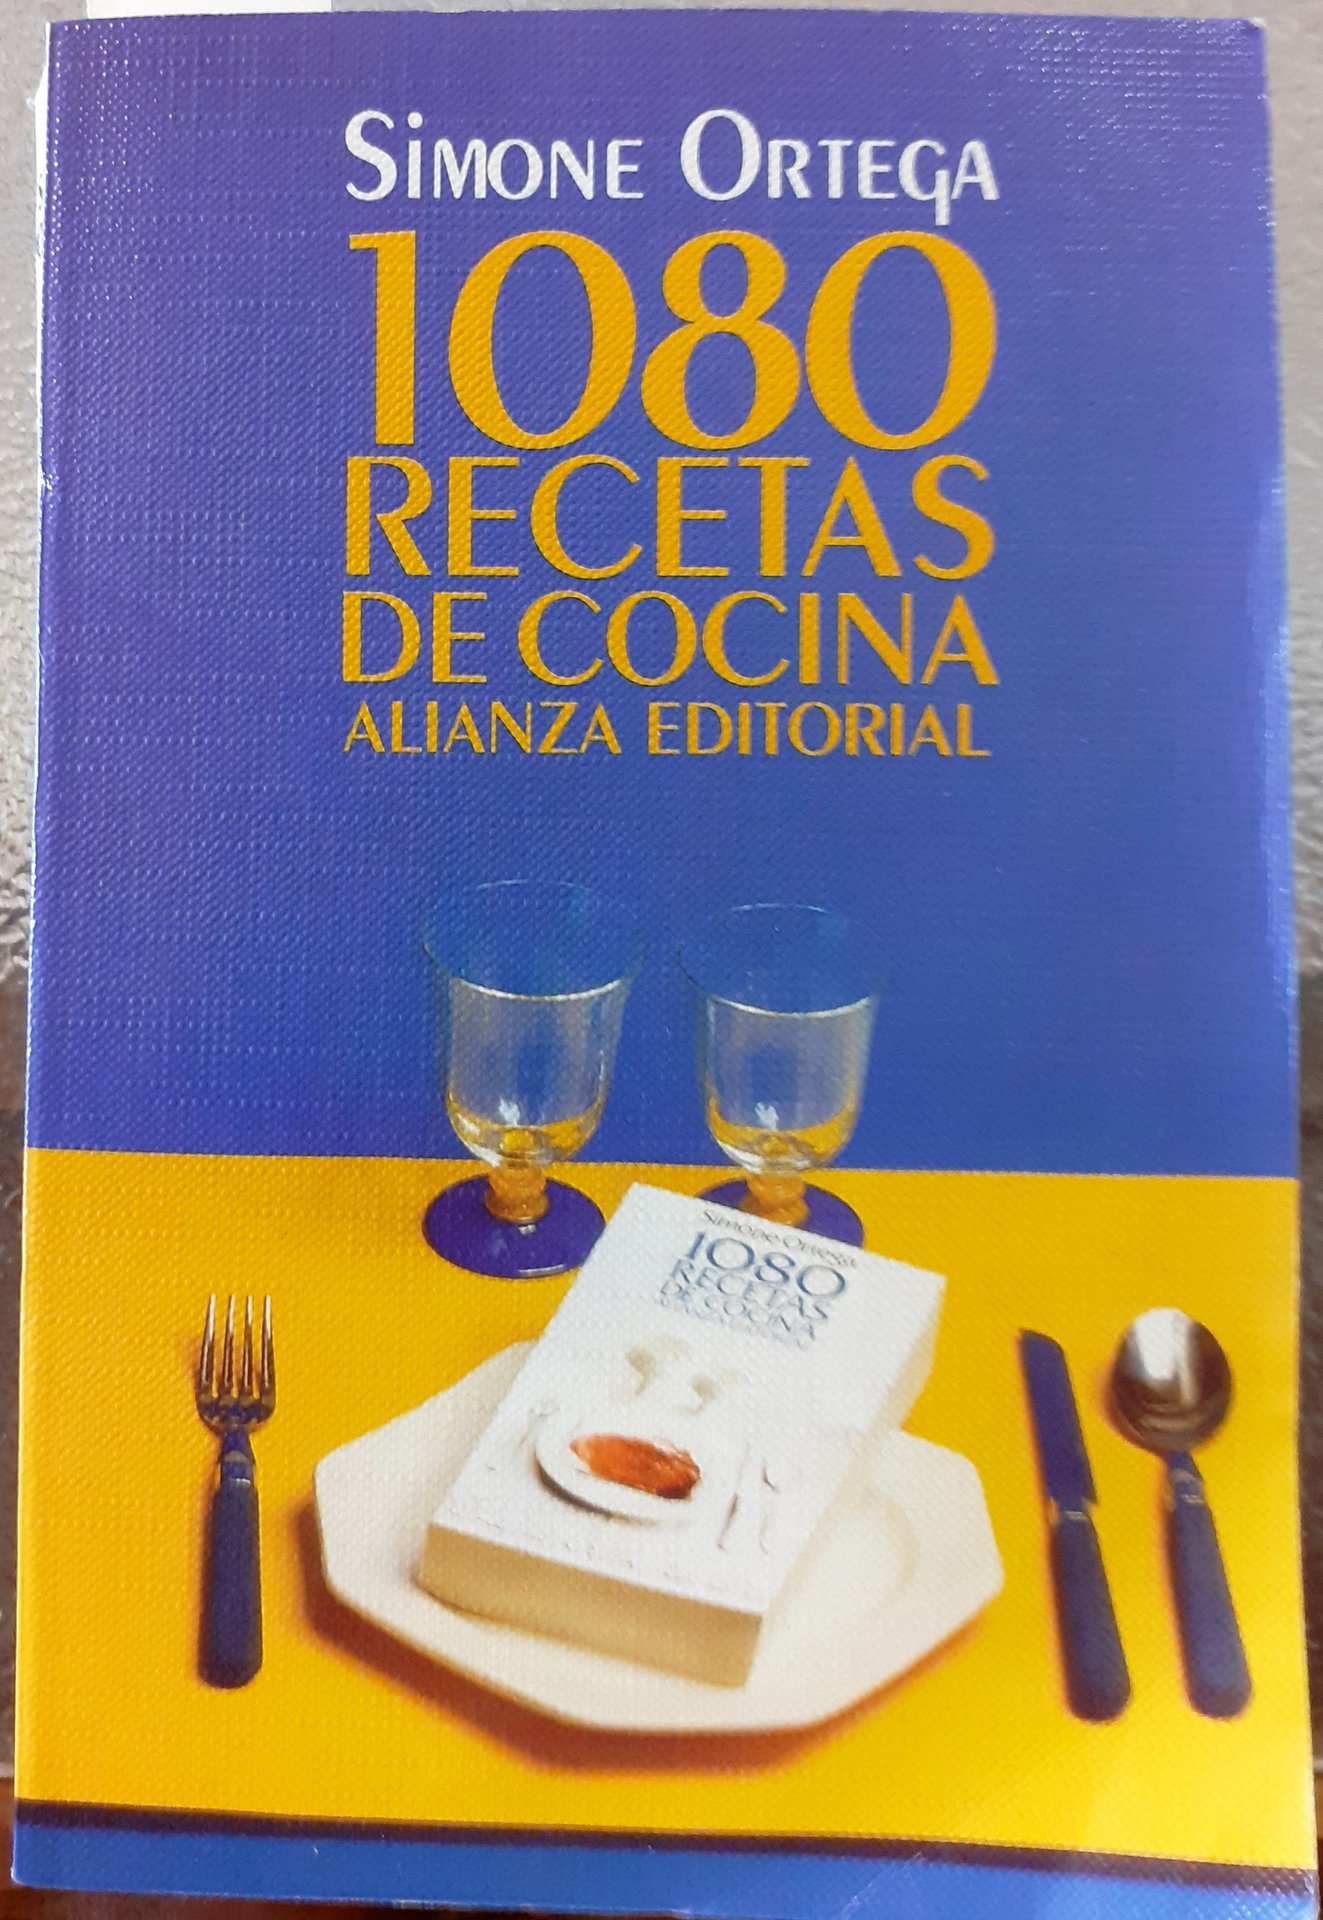 SiMONE ORTEGA
1080
RECETAS
DE COCINA
ALIANZA EDITORIAL
Simone Ortega
1080
RECETAS
DE COCINA